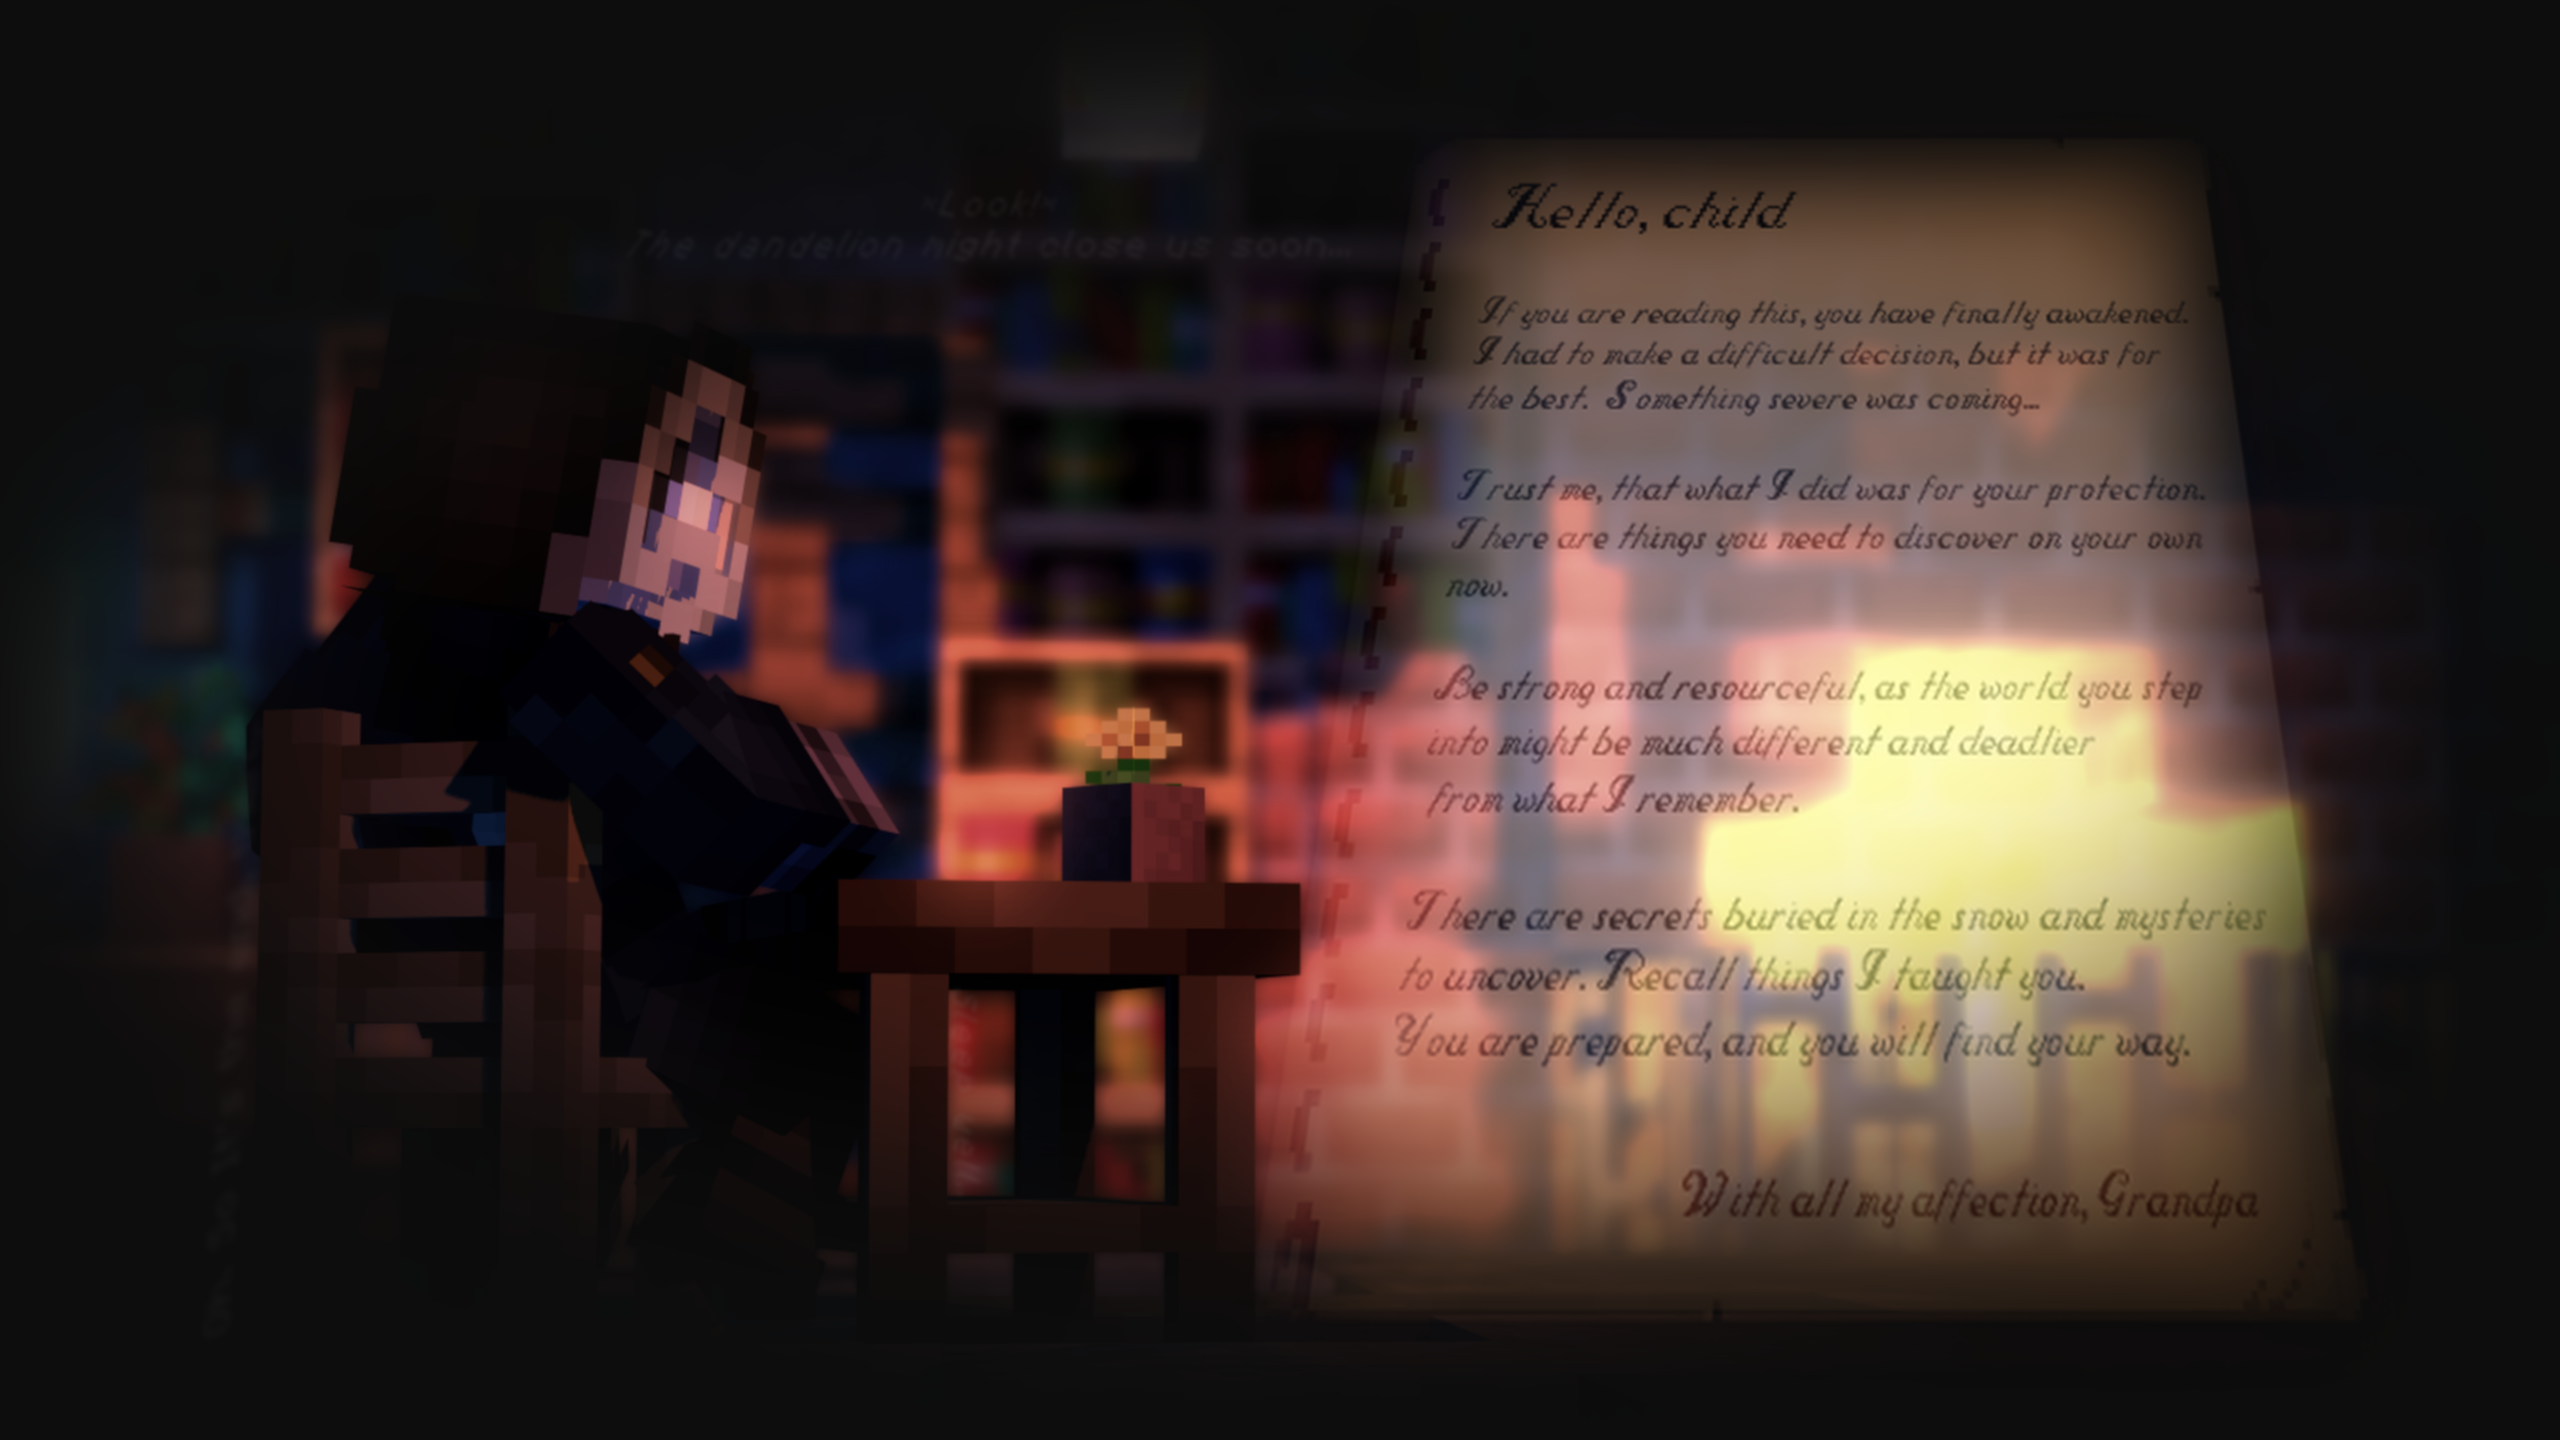 ~Look!~
The dandelion night close us soon...
Hello, child
If you are reading this, you have finally awakened.
I had to make a difficult decision, but it was for
the best. Something severe was coming...
Trust me, that what I did was for your protection.
There are things you need to discover on your own
now.
Be strong and resourceful, as the world you step
into might be much different and deadlier
from what I remember.
There are secrets buried in the snow and mysteries
to uncover. Recall things I taught you.
You are prepared, and you will find your way.
With all my affection, Grandpa